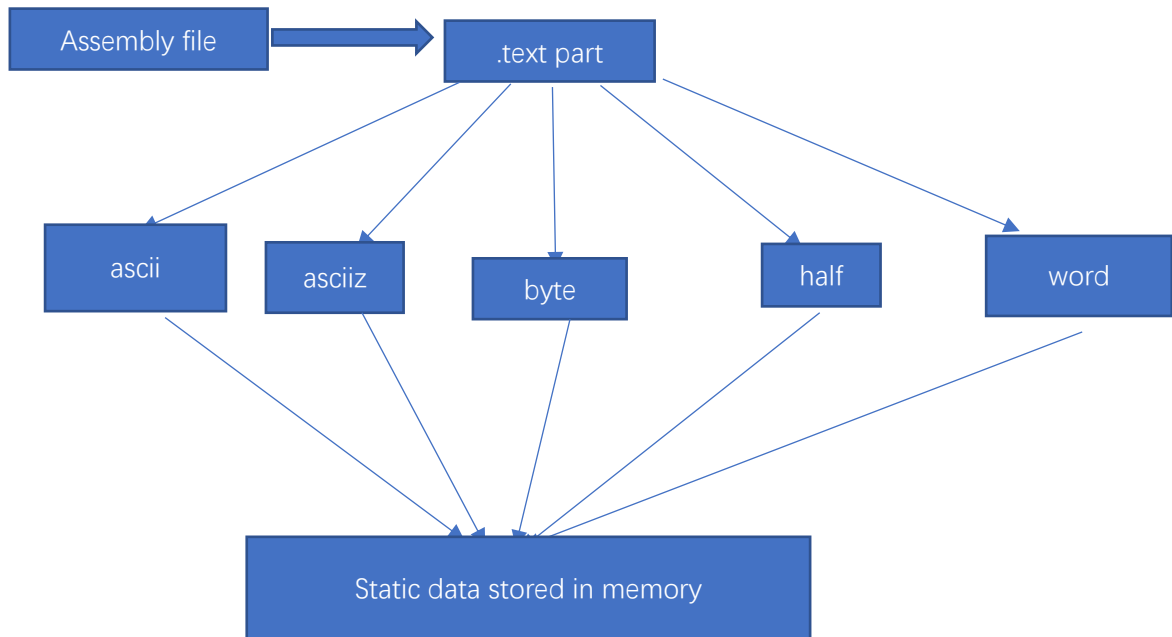 Assembly file
.text part
ascii
asciiz
byte
half
word
Static data stored in memory